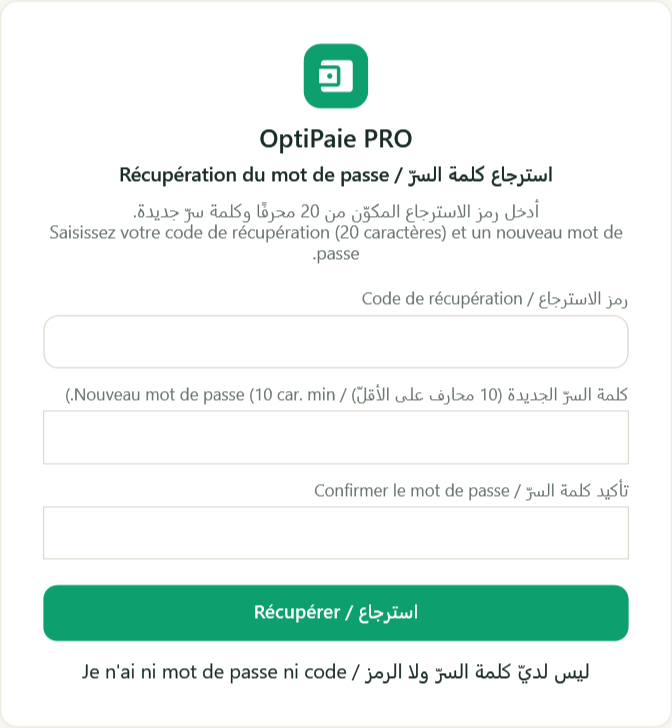 OptiPaie PRO
استرجاع كلمة السرّ / Récupération du mot de passe
أدخل رمز الاسترجاع المكوّن من 20 محرفًا وكلمة سرّ جديدة.
Saisissez votre code de récupération (20 caractères) et un nouveau mot de
passe.
رمز الاسترجاع / Code de récupération
كلمة السرّ الجديدة (10 محارف على الأقلّ) / Nouveau mot de passe (10 car. min.)
تأكيد كلمة السرّ / Confirmer le mot de passe
استرجاع / Récupérer
ليس لديّ كلمة السرّ ولا الرمز / Je n'ai ni mot de passe ni code